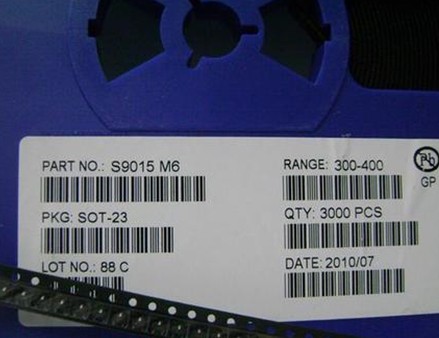 PART NO.: S9015 M6
RANGE: 300-400
PKG: SOT-23
QTY: 3000 PCS
LOT NO.: 88 C
DATE: 2010/07
Pb
GP